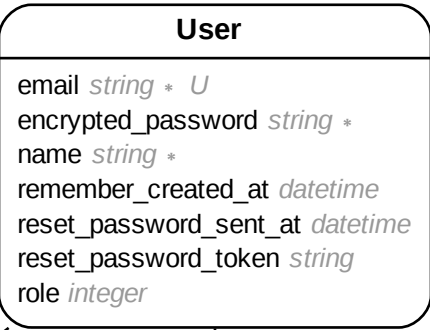 User
email string * U
encrypted_password string *
name string *
remember_created_at datetime
reset_password_sent_at datetime
reset_password_token string
role integer